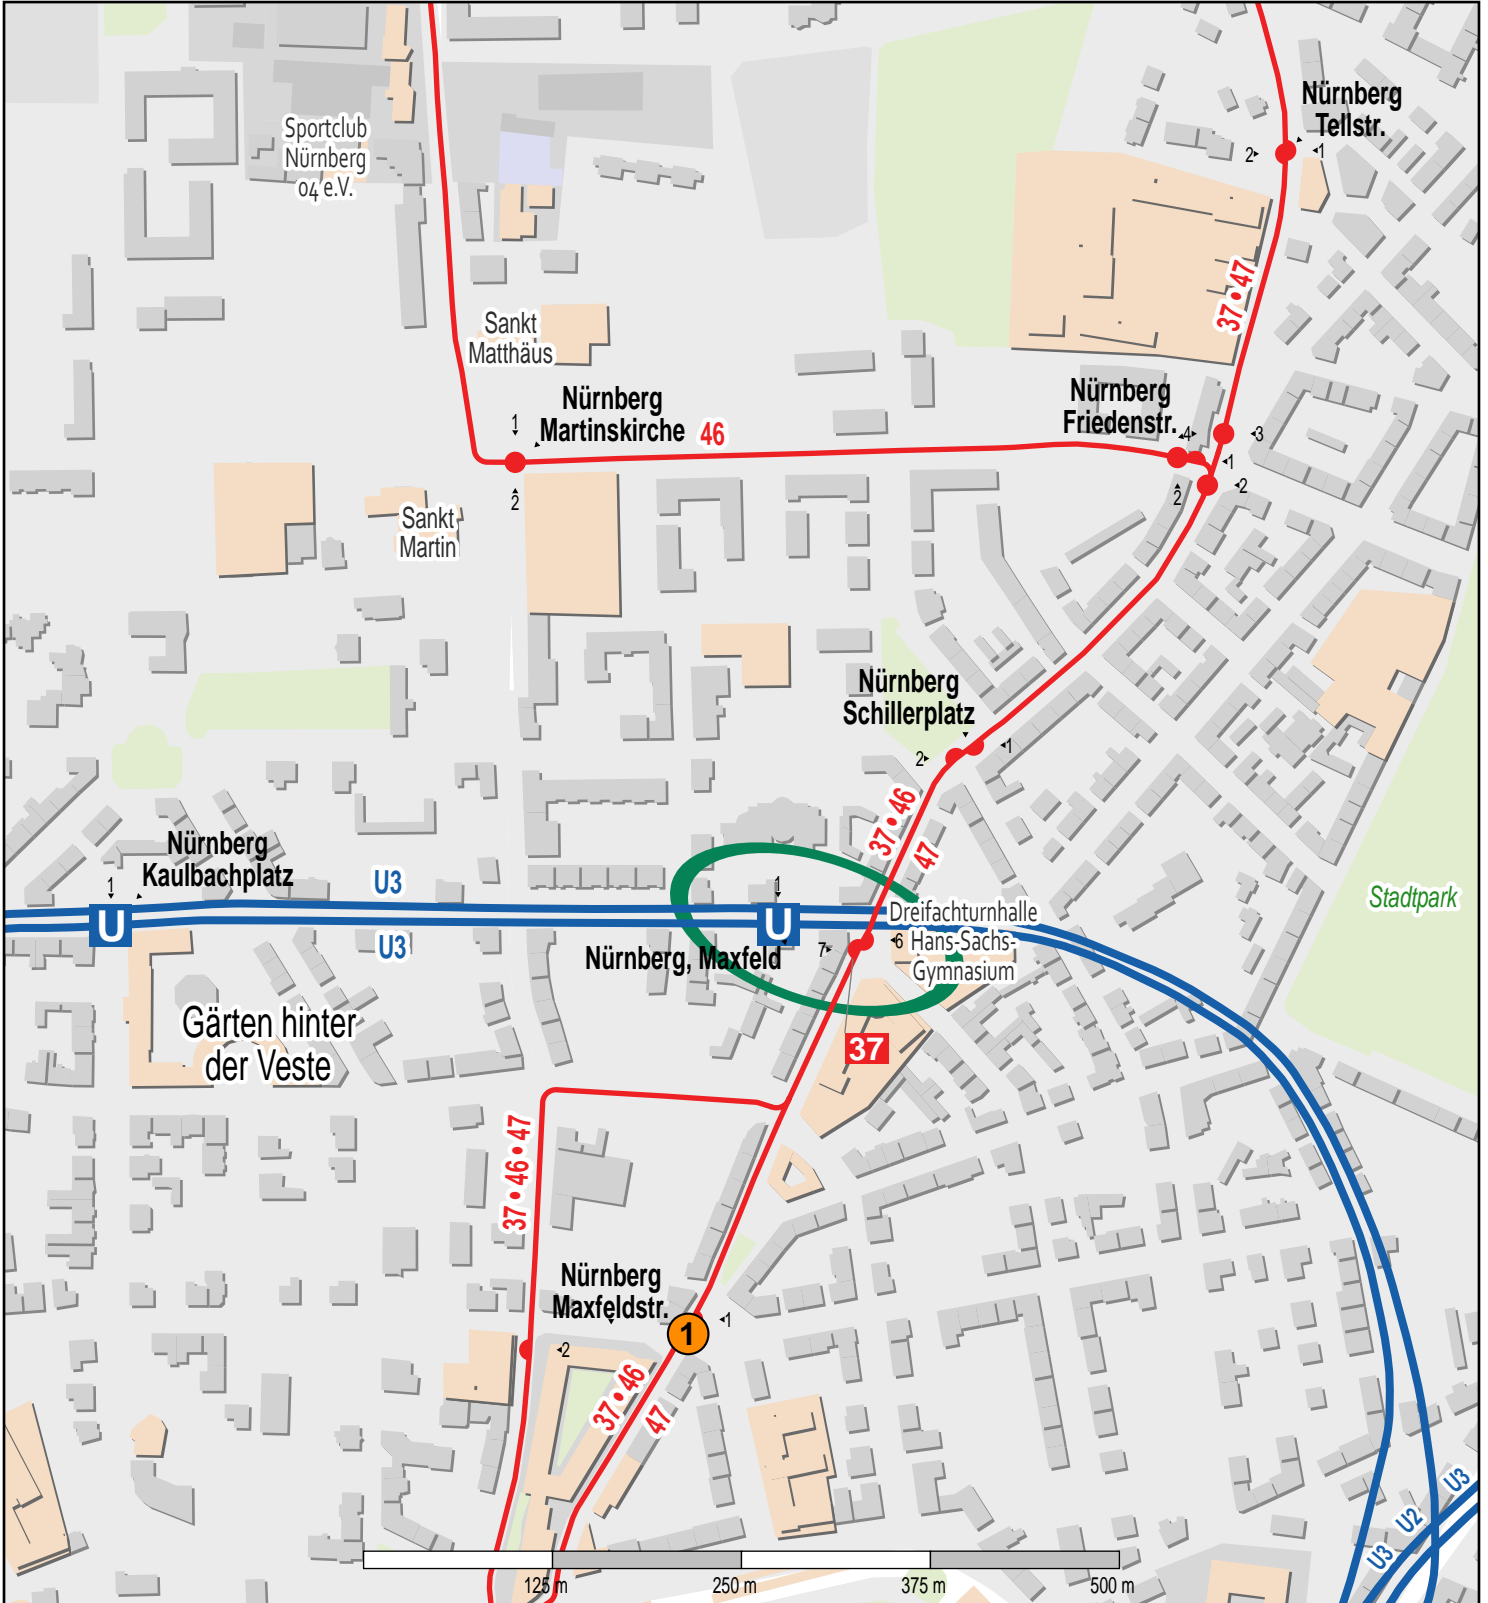 Nürnberg
Tellstr.
2
1
Sportclub
Nürnberg
04 e.V.
37•47
Sankt
Matthäus
Nürnberg
Martinskirche
46
1
2
Nürnberg
Friedenstr.
4
3
1
2
2
Sankt
Martin
Nürnberg
Schillerplatz
2
1
37•46
47
Nürnberg
Kaulbachplatz
1
U3
U
U3
1
U
Nürnberg, Maxfeld
Dreifachturnhalle
Hans-Sachs-
Gymnasium
7
6
Stadtpark
37
Gärten hinter
der Veste
37•46•47
Nürnberg
Maxfeldstr.
1
1
2
37•46
47
U3
U2
U3
125 m
250 m
375 m
500 m